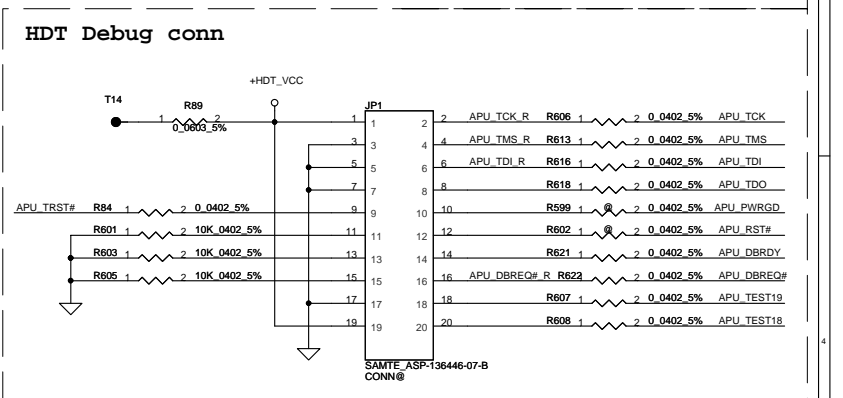 HDT Debug conn
+HDT_VCC
T14
R89
JP1
1 2
0_0603_5%
1 1 2 2 APU_TCK_R R606 1 2 0_0402_5% APU_TCK
3 3 4 4 APU_TMS_R R613 1 2 0_0402_5% APU_TMS
5 5 6 6 APU_TDI_R R616 1 2 0_0402_5% APU_TDI
7 7 8 8 R618 1 2 0_0402_5% APU_TDO
APU_TRST# R84 1 2 0_0402_5% 9 9 10 10 R599 1 @ 2 0_0402_5% APU_PWRGD
R601 1 2 10K_0402_5% 11 11 12 12 R602 1 @ 2 0_0402_5% APU_RST#
R603 1 2 10K_0402_5% 13 13 14 14 R621 1 2 0_0402_5% APU_DBRDY
R605 1 2 10K_0402_5% 15 15 16 16 APU_DBREQ#_R R622 1 2 0_0402_5% APU_DBREQ#
17 17 18 18 R607 1 2 0_0402_5% APU_TEST19
19 19 20 20 R608 1 2 0_0402_5% APU_TEST18
4
SAMTE_ASP-136446-07-B
CONN@